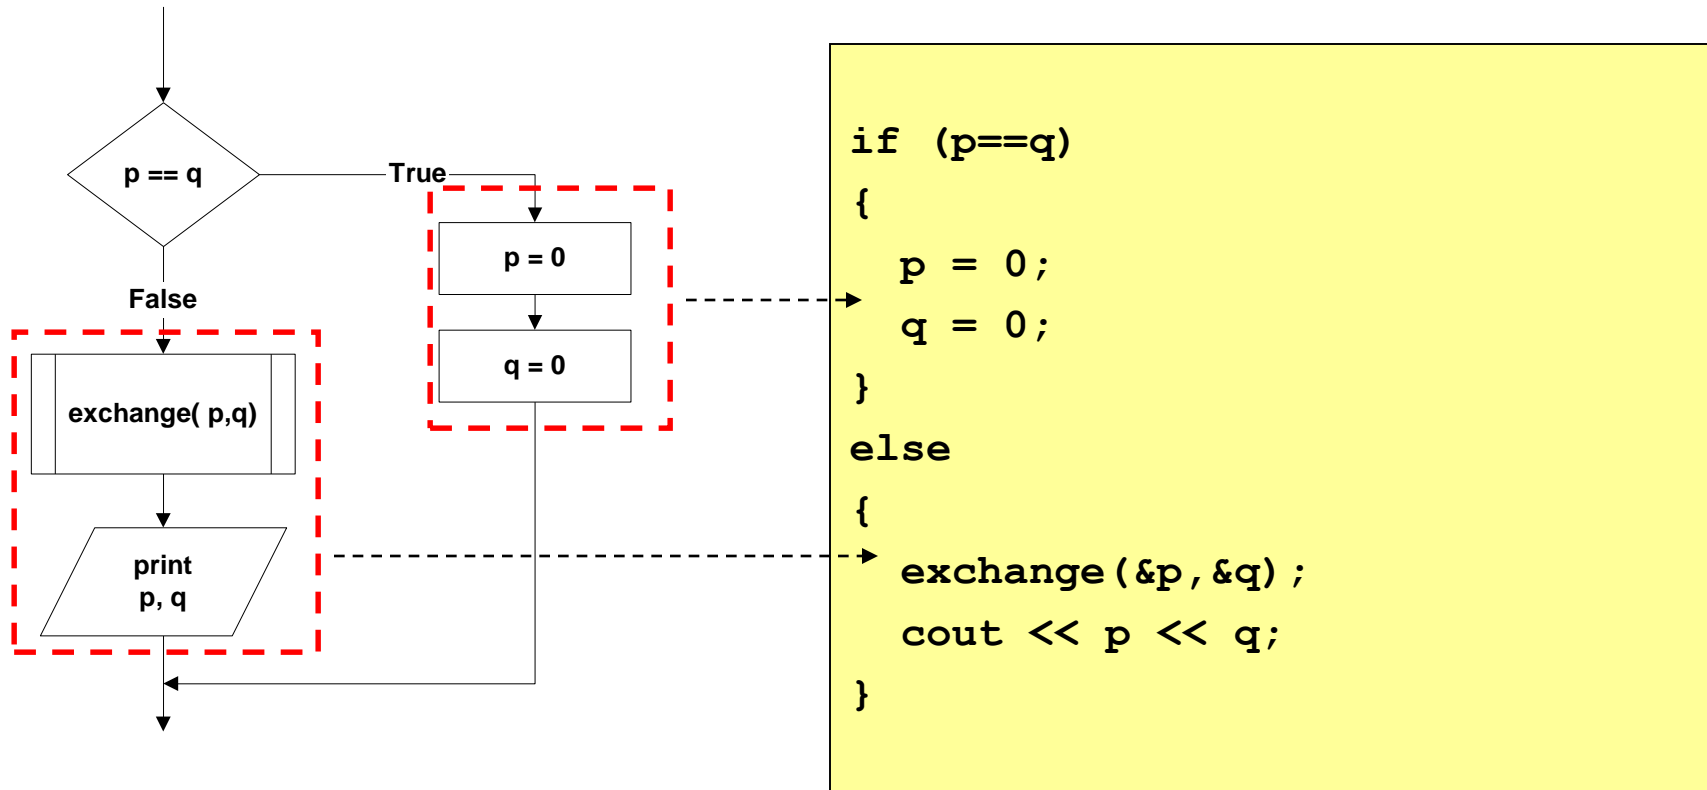 p == q
True
p = 0
q = 0
False
exchange( p,q)
print
p, q
if (p==q)
{
p = 0;
q = 0;
}
else
{
exchange(&p,&q);
cout << p << q;
}